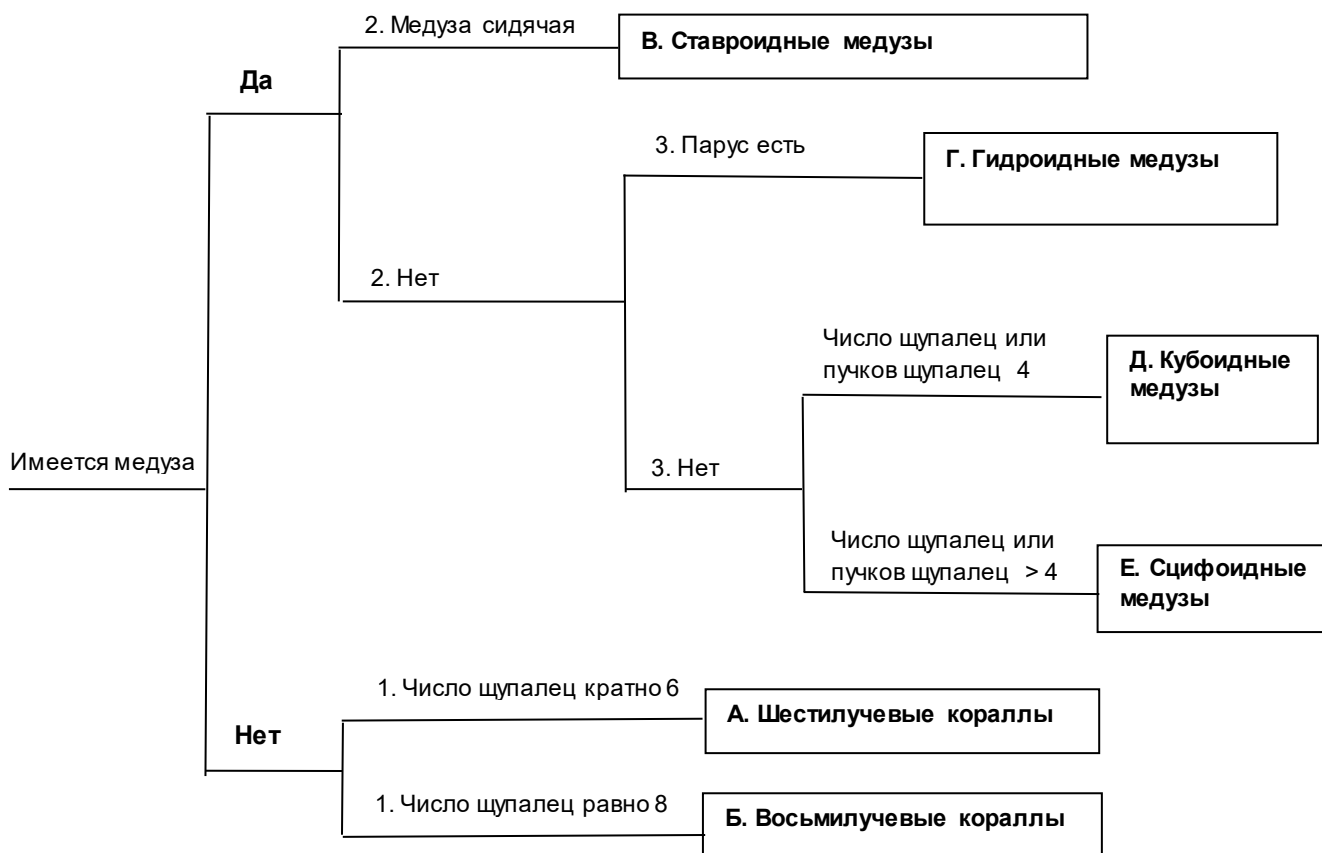 2. Медуза сидячая
В. Ставроидные медузы
Да
3. Парус есть
Г. Гидроидные медузы
2. Нет
Число щупалец или
пучков щупалец 4
Д. Кубоидные
медузы
Имеется медуза
3. Нет
Число щупалец или
пучков щупалец > 4
Е. Сцифоидные
медузы
1. Число щупалец кратно 6
А. Шестилучевые кораллы
Нет
1. Число щупалец равно 8
Б. Восьмилучевые кораллы